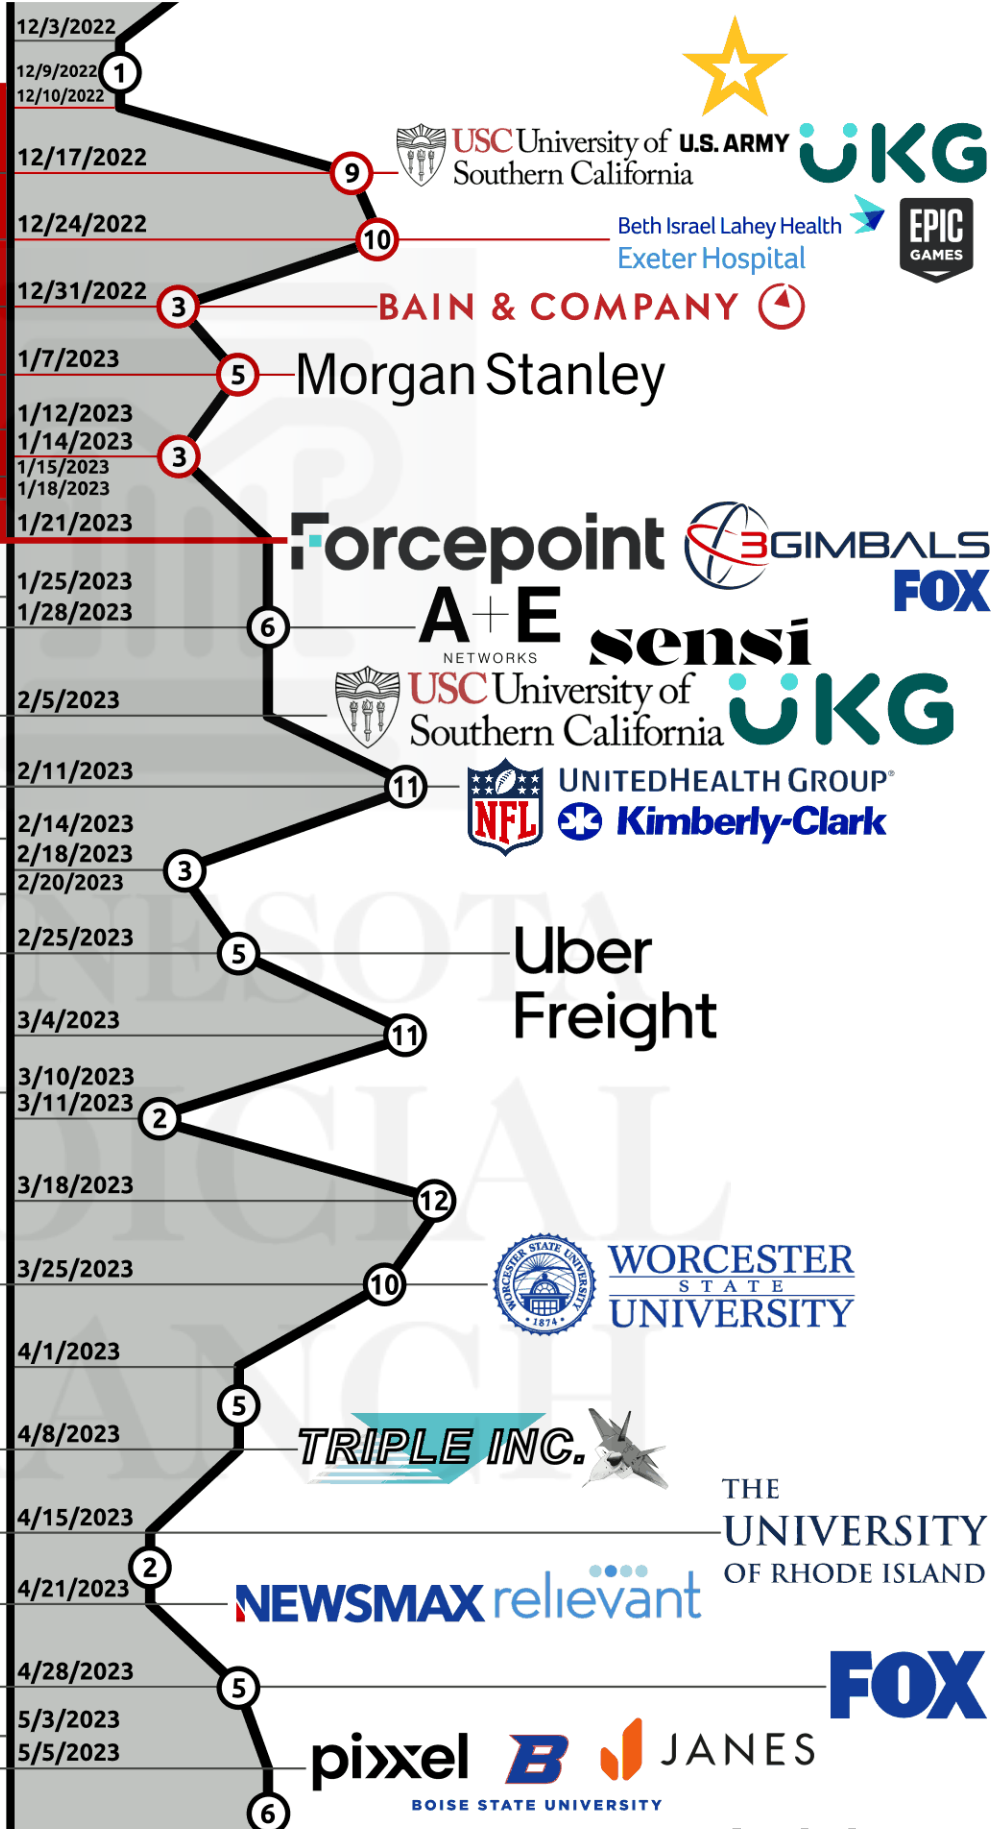 12/3/2022
12/9/2022
1
12/10/2022
U.S. ARMY
12/17/2022
9
USC University of
Southern California
UKG
12/24/2022
10
Beth Israel Lahey Health
Exeter Hospital
EPIC
GAMES
12/31/2022
3
BAIN & COMPANY
1/7/2023
5
Morgan Stanley
1/12/2023
1/14/2023
3
1/15/2023
1/18/2023
1/21/2023
Forcepoint
3GIMBALS
FOX
1/25/2023
1/28/2023
6
A+E
NETWORKS
sensi
2/5/2023
USC University of
Southern California
UKG
2/11/2023
11
NFL
UNITEDHEALTH GROUP®
Kimberly-Clark
2/14/2023
2/18/2023
3
2/20/2023
NESOTA
2/25/2023
5
Uber
Freight
3/4/2023
11
3/10/2023
3/11/2023
2
DICIAL
3/18/2023
12
3/25/2023
10
WORCESTER STATE UNIVERSITY
• 1874 •
WORCESTER
STATE
UNIVERSITY
4/1/2023
ANCH
5
4/8/2023
TRIPLE INC.
4/15/2023
THE
UNIVERSITY
OF RHODE ISLAND
2
4/21/2023
NEWSMAX
relievant
4/28/2023
5
FOX
5/3/2023
5/5/2023
pixxel
B
BOISE STATE UNIVERSITY
JANES
6